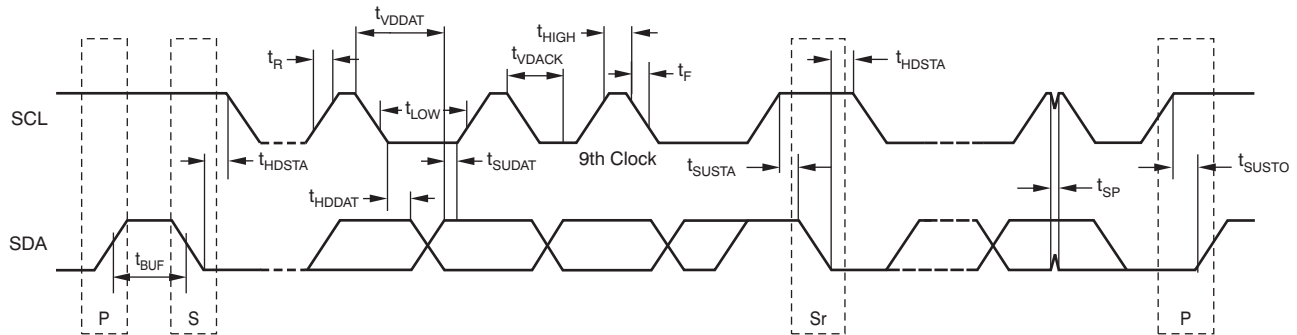 tVDDAT
tHIGH
tR
tVDACK
tF
tHDSTA
SCL
tLOW
9th Clock
tHDSTA
tSUDAT
tSUSTA
tSUSTO
tHDDAT
tSP
SDA
tBUF
P
S
Sr
P